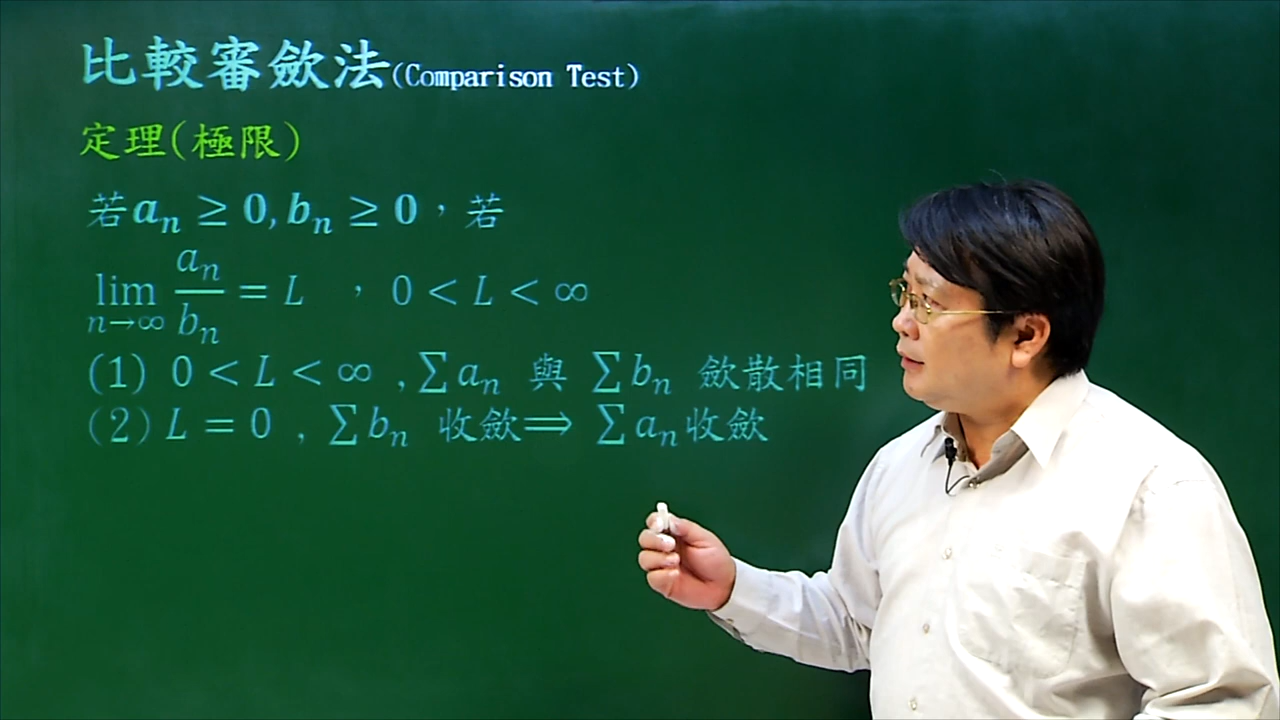 比較審斂法(Comparison Test)
定理(極限)
若aₙ ≥ 0, bₙ ≥ 0，若
lim n→∞ aₙ/bₙ = L ， 0 < L < ∞
(1) 0 < L < ∞ , ∑aₙ 與 ∑bₙ 斂散相同
(2) L = 0 , ∑bₙ 收斂⟹ ∑aₙ收斂